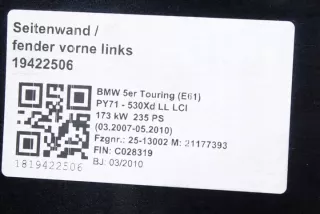 Seitenwand /
fender vorne links
19422506
BMW 5er Touring (E61)
PY71 - 530Xd LL LCI
173 kW 235 PS
(03.2007-05.2010)
Fzgnr.: 25-13002 M: 21177393
FIN: C028319
BJ: 03/2010
1819422506